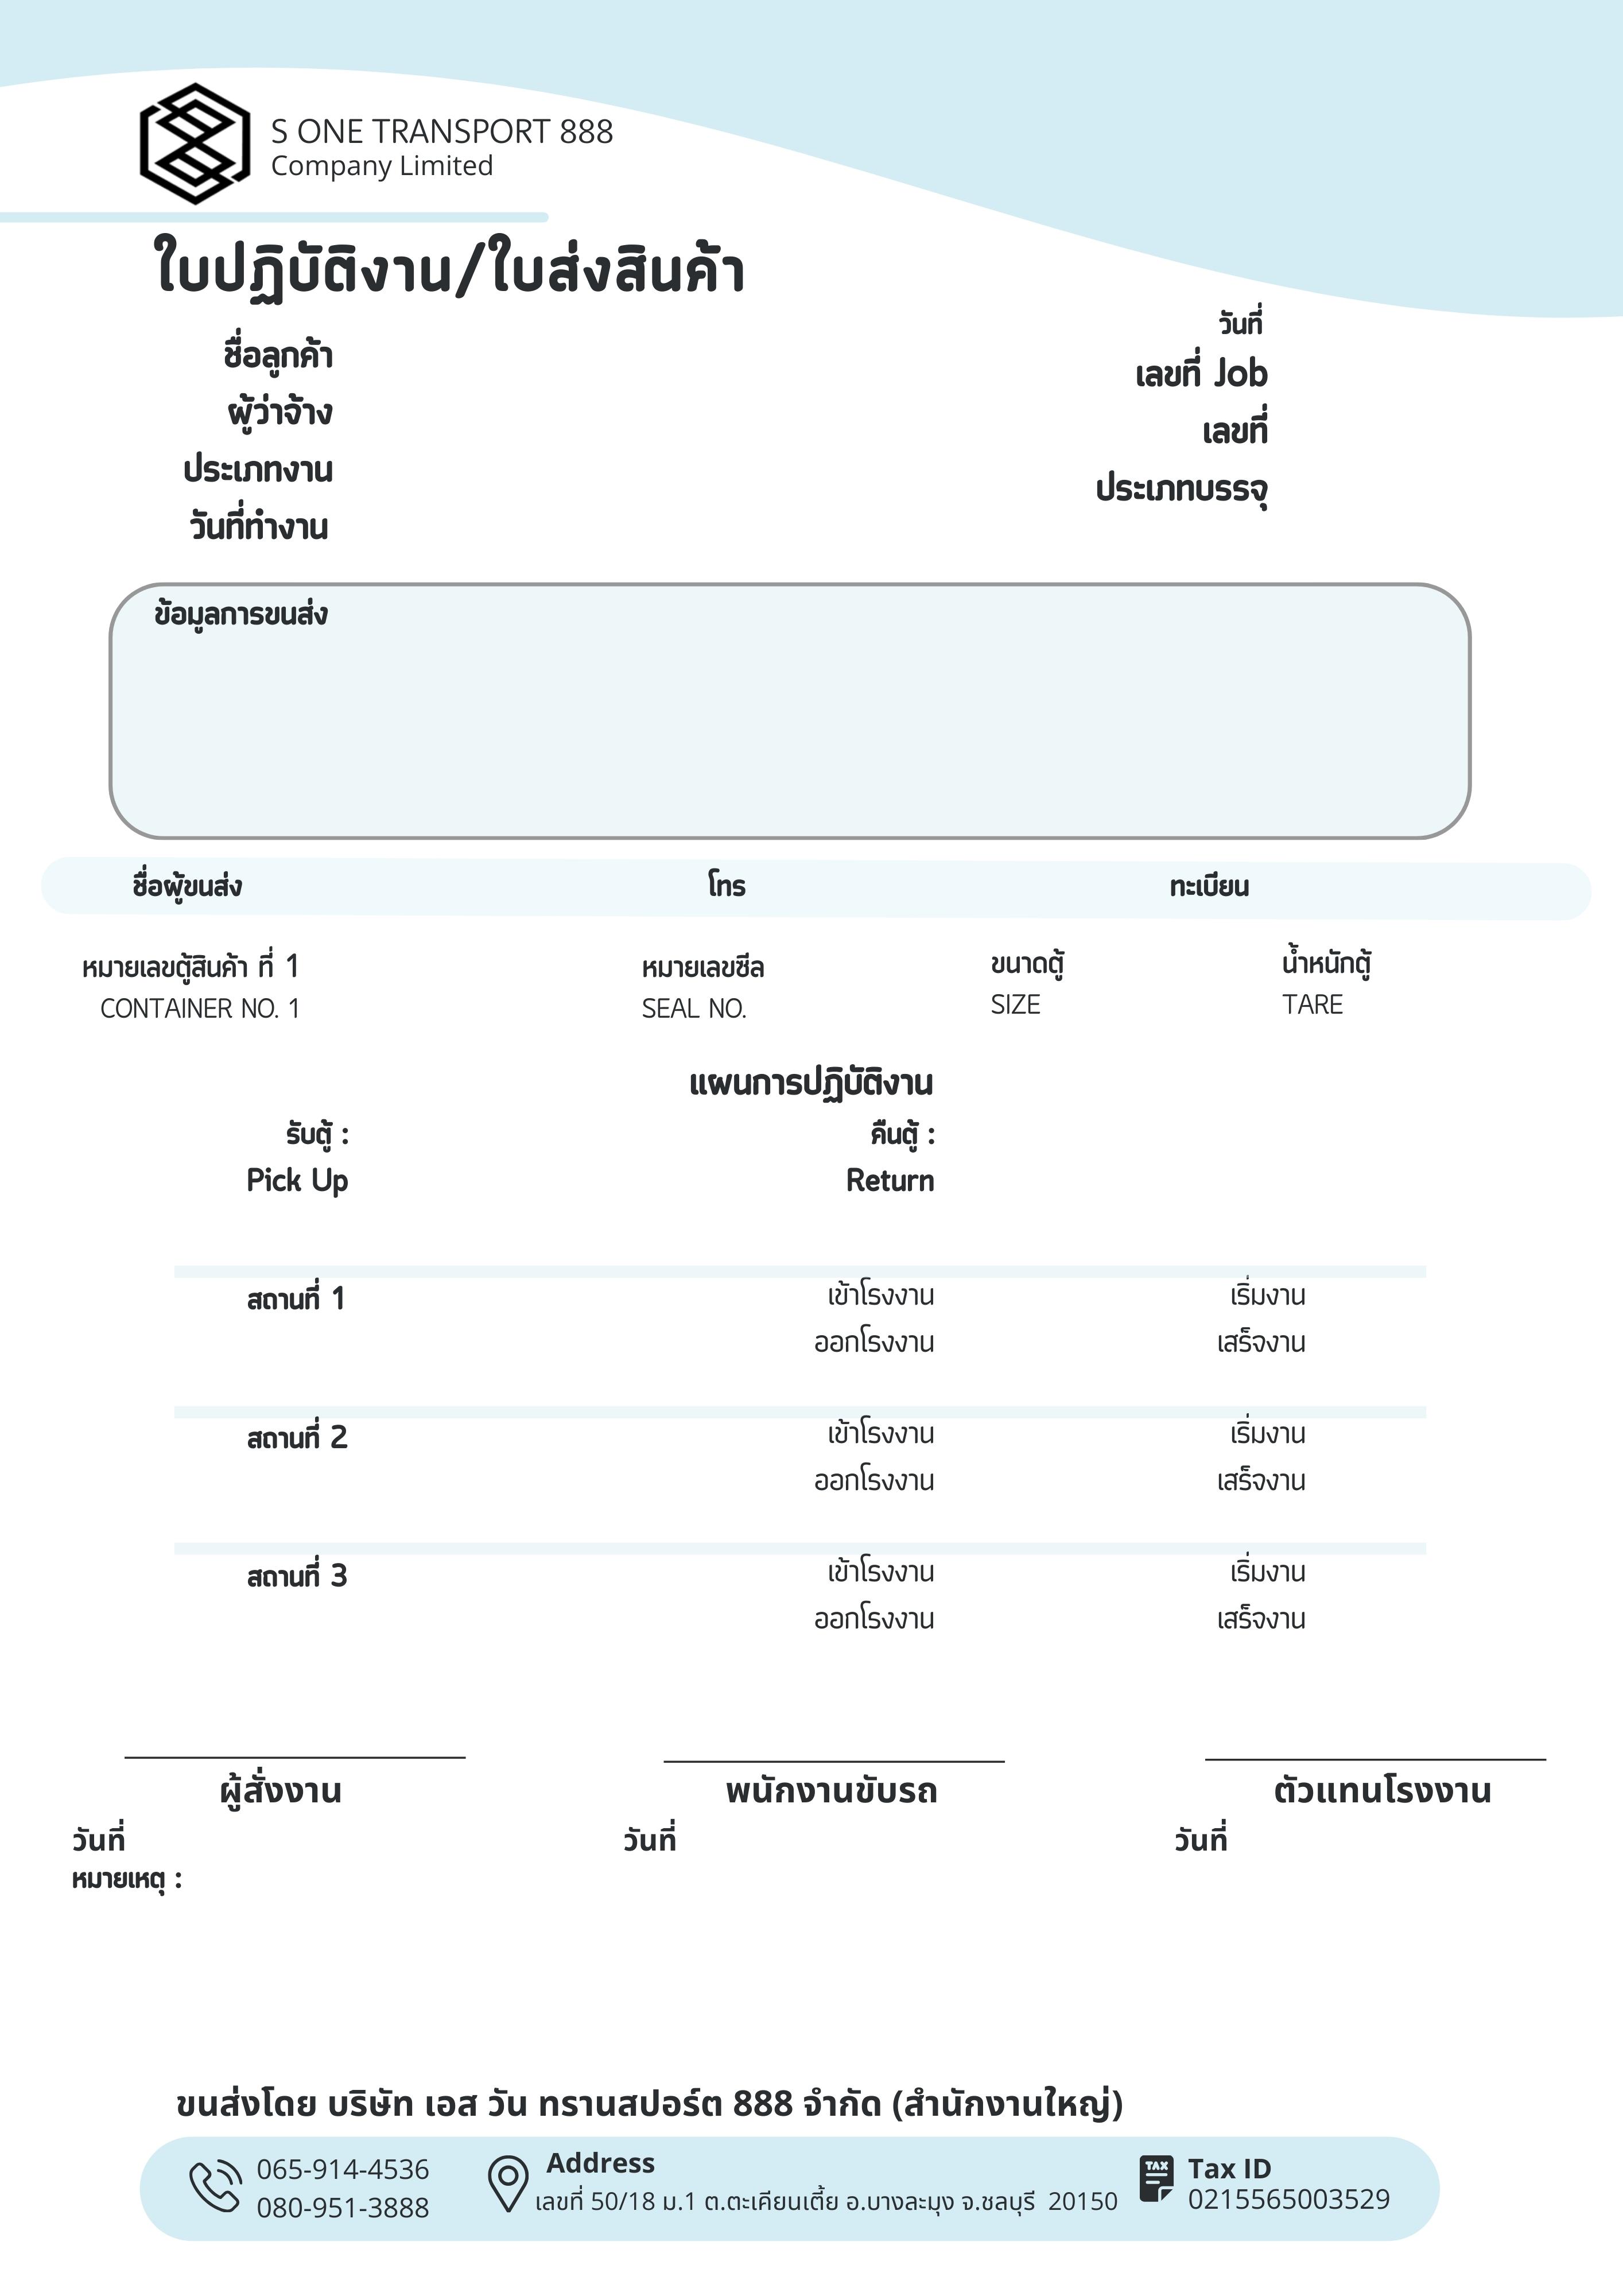 S ONE TRANSPORT 888
Company Limited
ใบปฏิบัติงาน/ใบส่งสินค้า
วันที่
ชื่อลูกค้า
เลขที่ Job
ผู้ว่าจ้าง
เลขที่
ประเภทงาน
ประเภทบรรจุ
วันที่ทำงาน
ข้อมูลการขนส่ง
ชื่อผู้ขนส่ง โทร ทะเบียน
หมายเลขตู้สินค้า ที่ 1 หมายเลขซีล ขนาดตู้ น้ำหนักตู้
CONTAINER NO. 1 SEAL NO. SIZE TARE
แผนการปฏิบัติงาน
รับตู้ : คืนตู้ :
Pick Up Return
สถานที่ 1 เข้าโรงงาน เริ่มงาน
ออกโรงงาน เสร็จงาน
สถานที่ 2 เข้าโรงงาน เริ่มงาน
ออกโรงงาน เสร็จงาน
สถานที่ 3 เข้าโรงงาน เริ่มงาน
ออกโรงงาน เสร็จงาน
ผู้สั่งงาน พนักงานขับรถ ตัวแทนโรงงาน
วันที่ วันที่ วันที่
หมายเหตุ :
ขนส่งโดย บริษัท เอส วัน ทรานสปอร์ต 888 จำกัด (สำนักงานใหญ่)
065-914-4536
080-951-3888
Address
เลขที่ 50/18 ม.1 ต.ตะเคียนเตี้ย อ.บางละมุง จ.ชลบุรี 20150
TAX
Tax ID
0215565003529